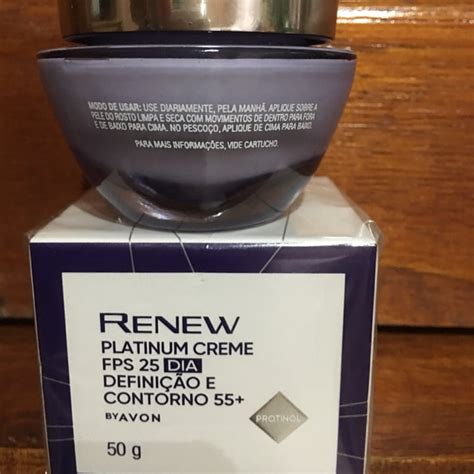 MODO DE USAR: USE DIARIAMENTE, PELA MANHÃ. APLIQUE SOBRE A
PELE DO ROSTO LIMPA E SECA COM MOVIMENTOS DE DENTRO PARA FORA
E DE BAIXO PARA CIMA. NO PESCOÇO, APLIQUE DE CIMA PARA BAIXO.
PARA MAIS INFORMAÇÕES, VIDE CARTUCHO.
RENEW
PLATINUM CREME
FPS 25 DIA
DEFINIÇÃO E
CONTORNO 55+
BY AVON
PROTINOL
50 g